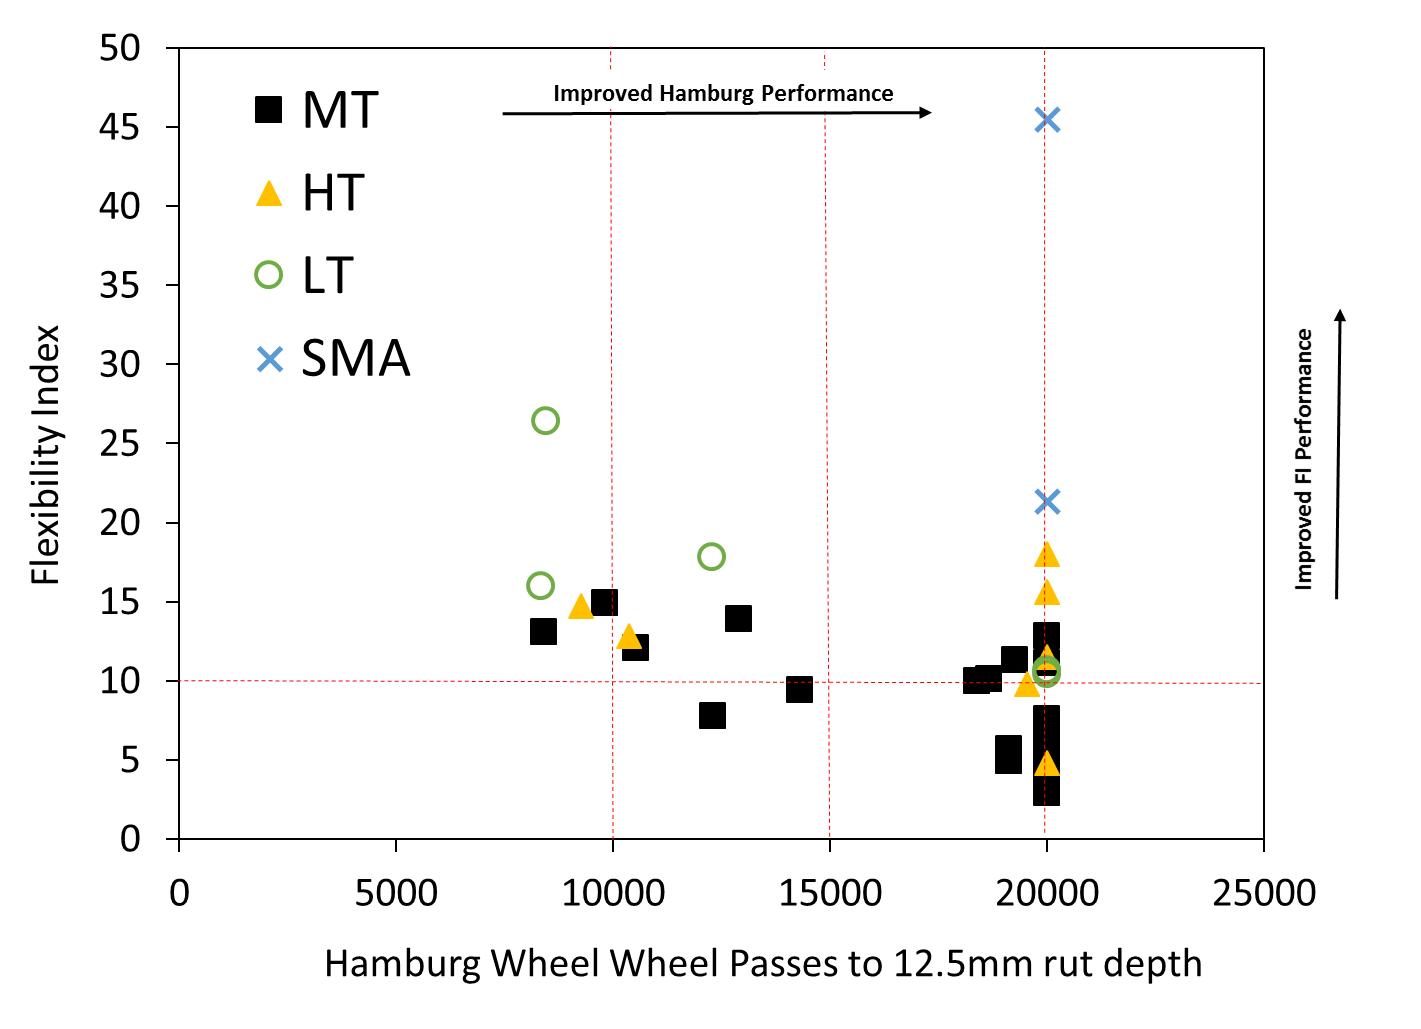 50
45
40
35
30
25
20
15
10
5
0
MT
HT
LT
SMA
Improved Hamburg Performance
Flexibility Index
Improved FI Performance
0 5000 10000 15000 20000 25000
Hamburg Wheel Wheel Passes to 12.5mm rut depth